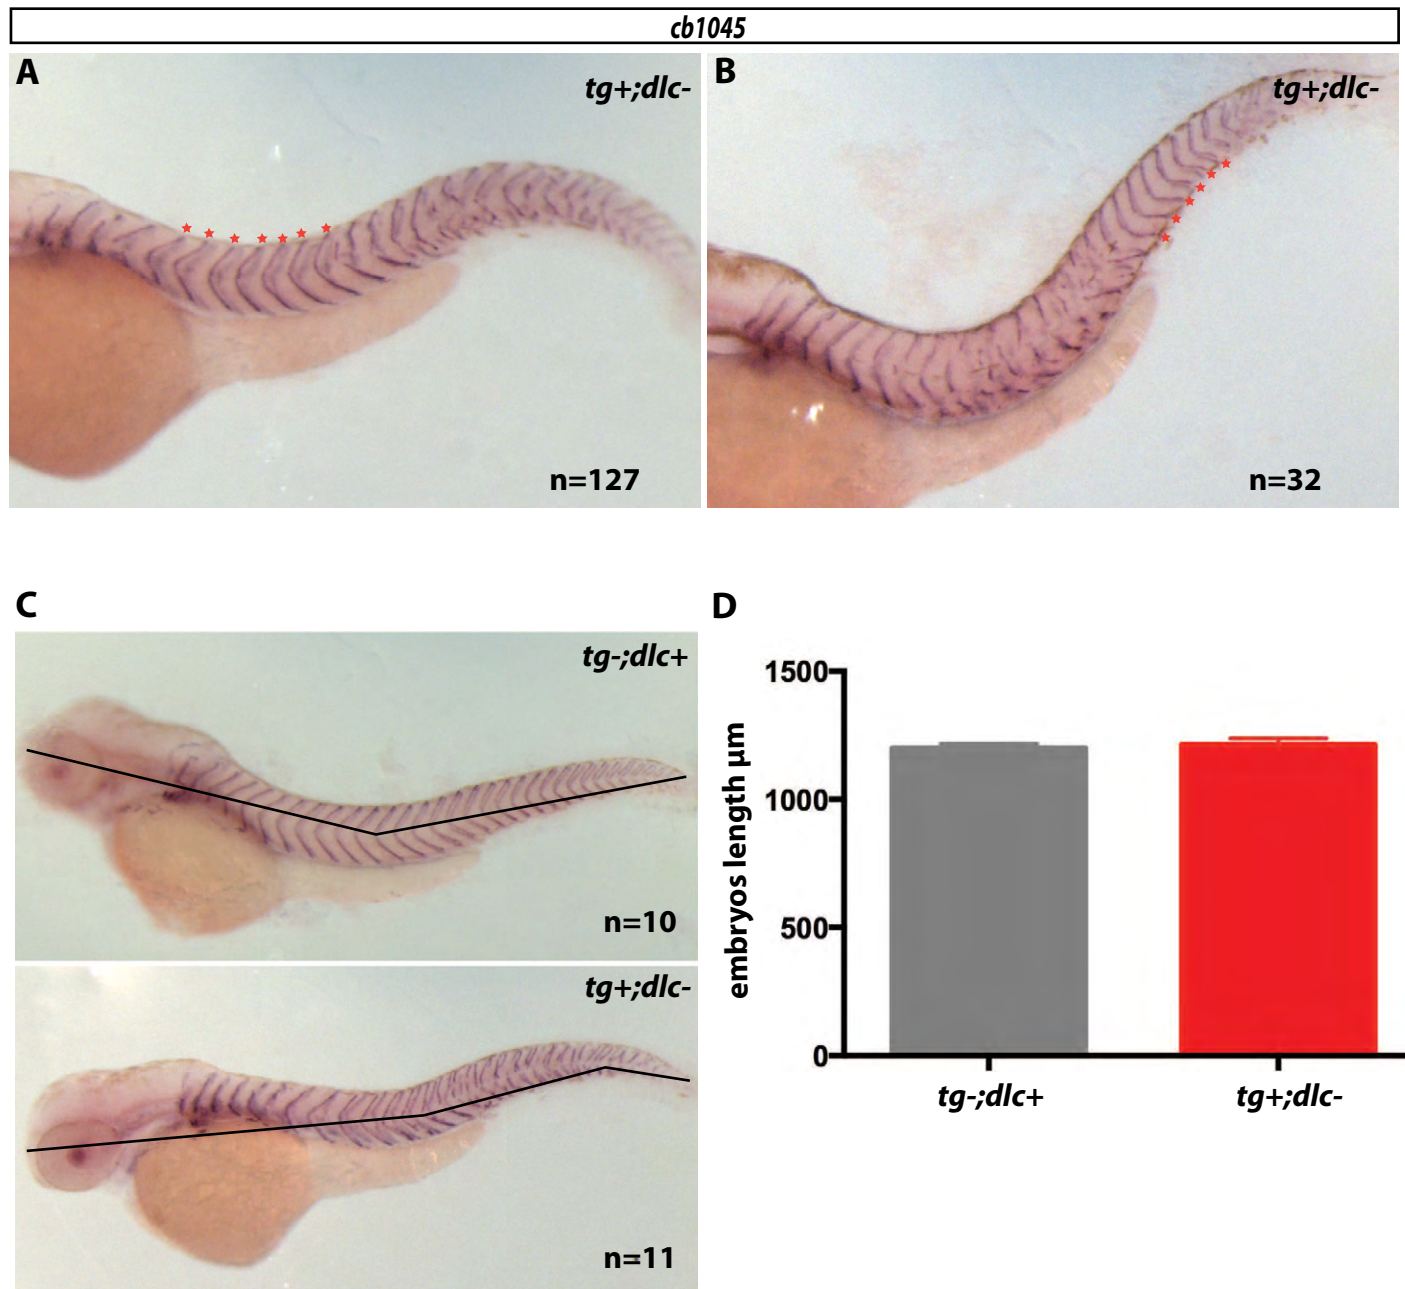 cb1045
A
tg+;dlc-
n=127
B
tg+;dlc-
n=32
C
tg-;dlc+
n=10
tg+;dlc-
n=11
D
embryos length µm
1500
1000
500
0
tg-;dlc+
tg+;dlc-